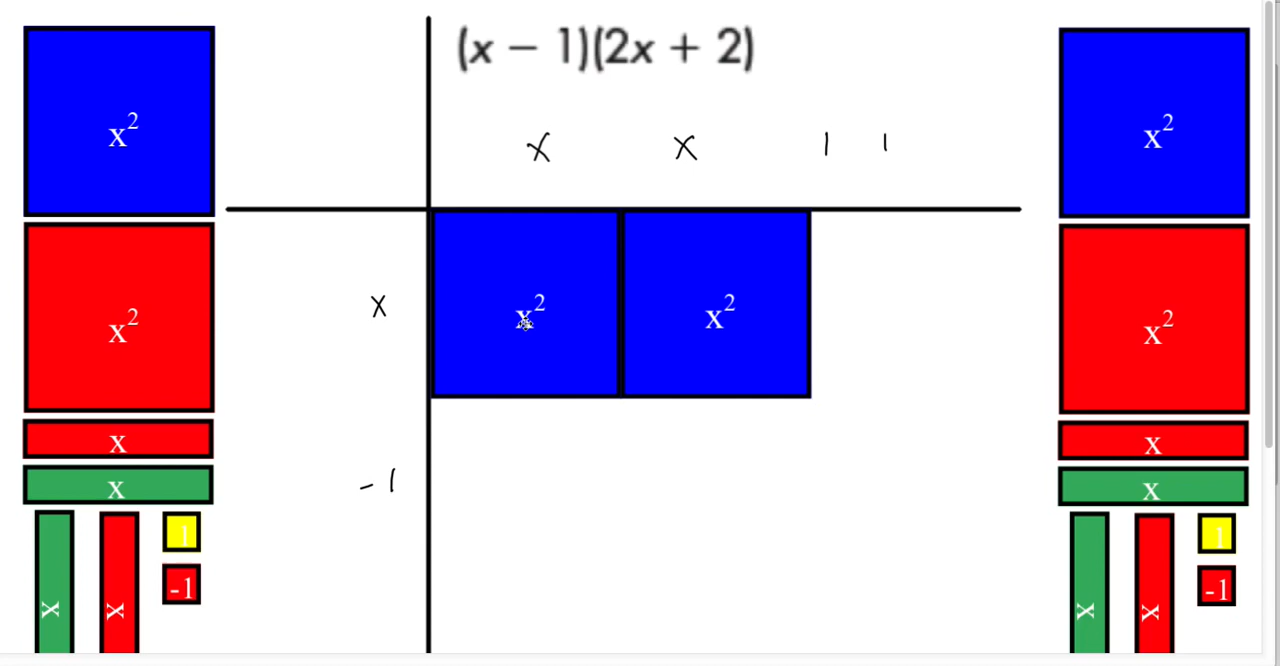 (x − 1)(2x + 2)
x x 1 1
x² x² x² x²
x
x² x²
x x
x x
-1
1 1
-1 -1
x x x x